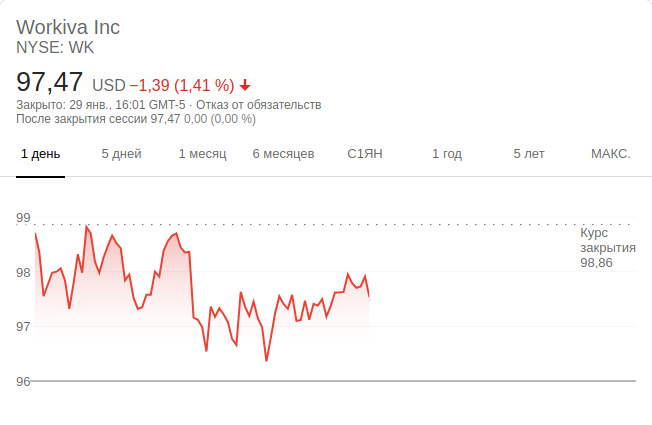 Workiva Inc
NYSE: WK
97,47 USD −1,39 (1,41 %)
Закрыто: 29 янв., 16:01 GMT-5 · Отказ от обязательств
После закрытия сессии 97,47 0,00 (0,00 %)
1 день 5 дней 1 месяц 6 месяцев С1ЯН 1 год 5 лет МАКС.
99
Курс
закрытия
98,86
98
97
96